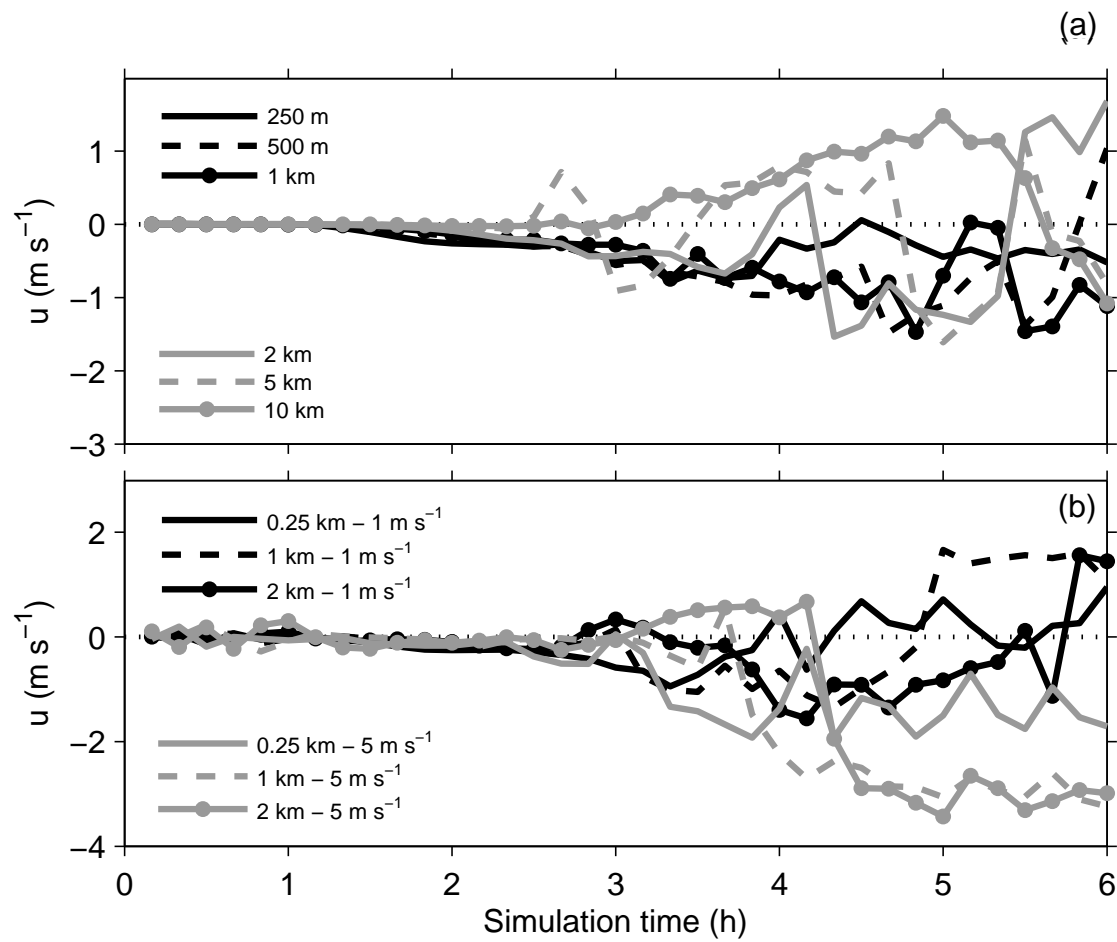 (a)
250 m
500 m
1 km
2 km
5 km
10 km
1
0
−1
−2
−3
u (m s⁻¹)
(b)
0.25 km − 1 m s⁻¹
1 km − 1 m s⁻¹
2 km − 1 m s⁻¹
0.25 km − 5 m s⁻¹
1 km − 5 m s⁻¹
2 km − 5 m s⁻¹
2
0
−2
−4
u (m s⁻¹)
0 1 2 3 4 5 6
Simulation time (h)